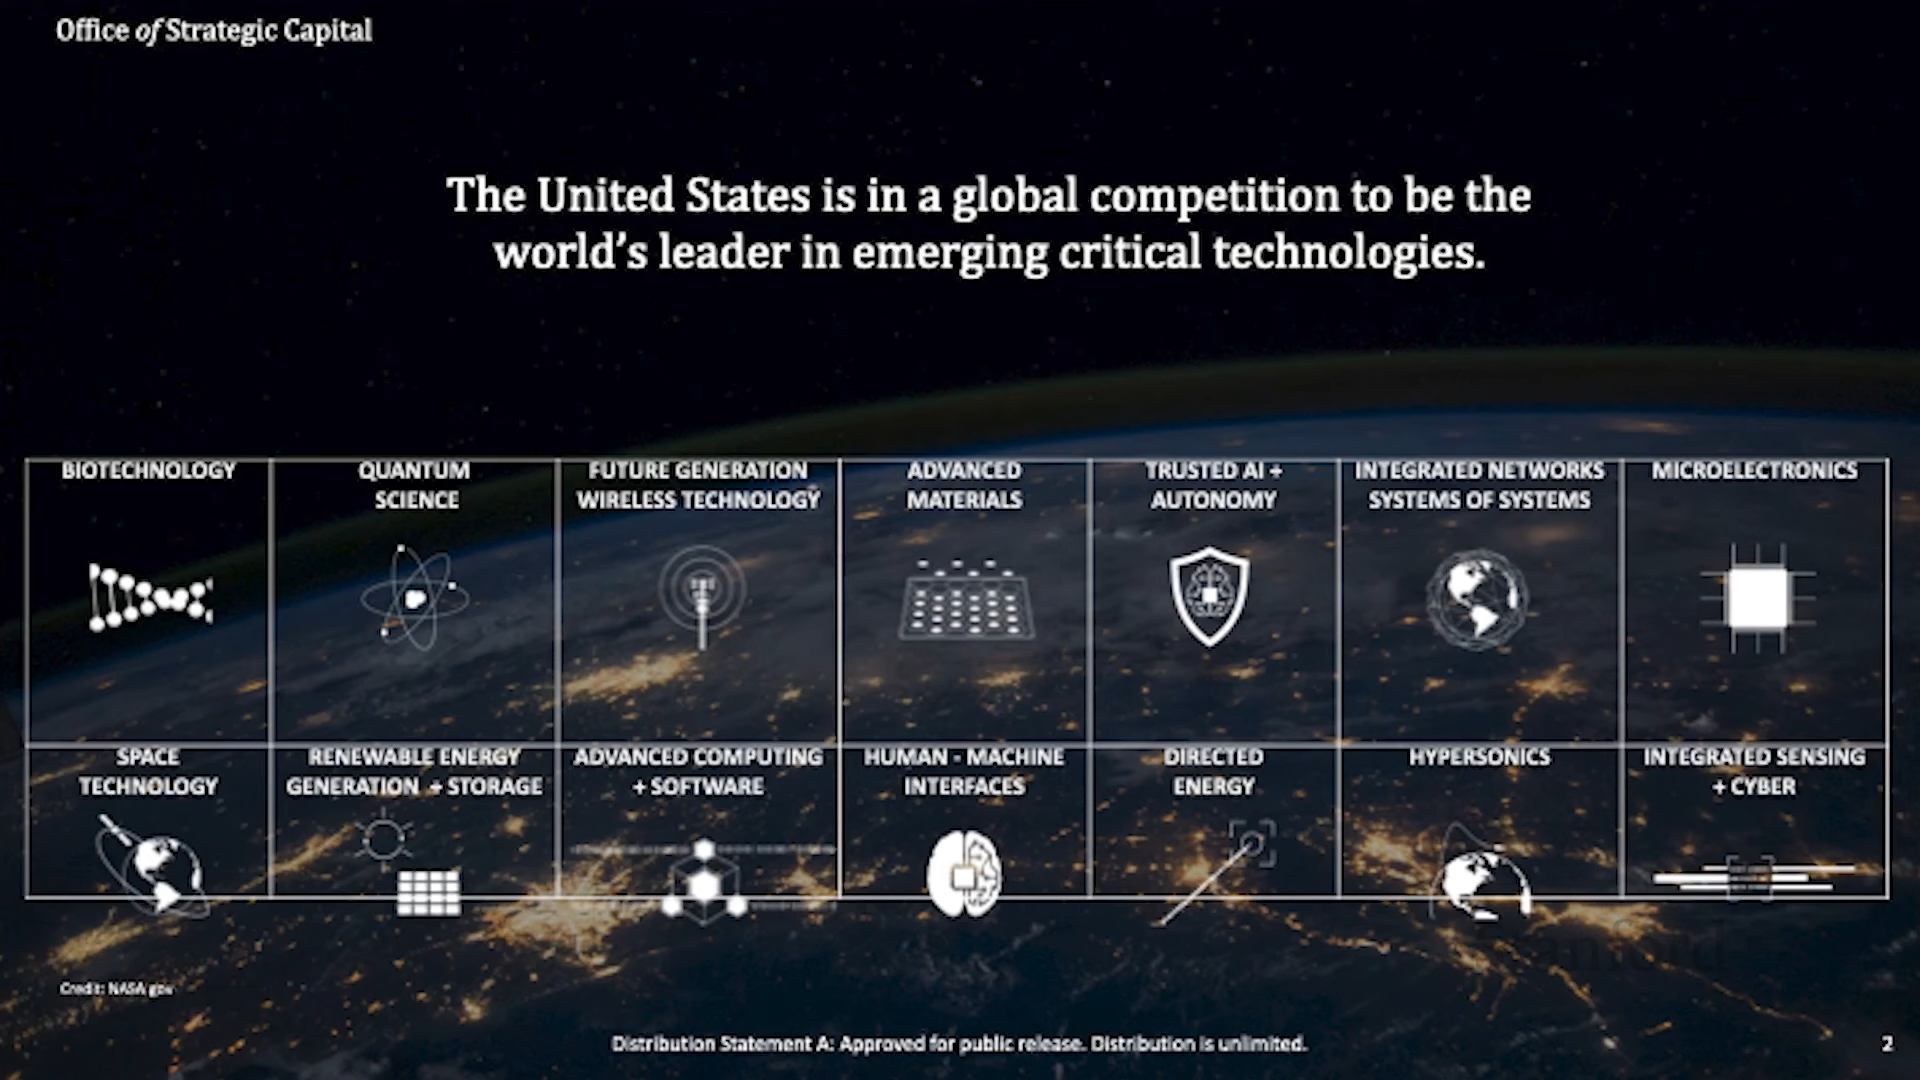 Office of Strategic Capital
The United States is in a global competition to be the
world's leader in emerging critical technologies.
BIOTECHNOLOGY
QUANTUM
SCIENCE
FUTURE GENERATION
WIRELESS TECHNOLOGY
ADVANCED
MATERIALS
TRUSTED AI +
AUTONOMY
INTEGRATED NETWORKS
SYSTEMS OF SYSTEMS
MICROELECTRONICS
SPACE
TECHNOLOGY
RENEWABLE ENERGY
GENERATION + STORAGE
ADVANCED COMPUTING
+ SOFTWARE
HUMAN - MACHINE
INTERFACES
DIRECTED
ENERGY
HYPERSONICS
INTEGRATED SENSING
+ CYBER
Credit: NASA gov
Distribution Statement A: Approved for public release. Distribution is unlimited.
2